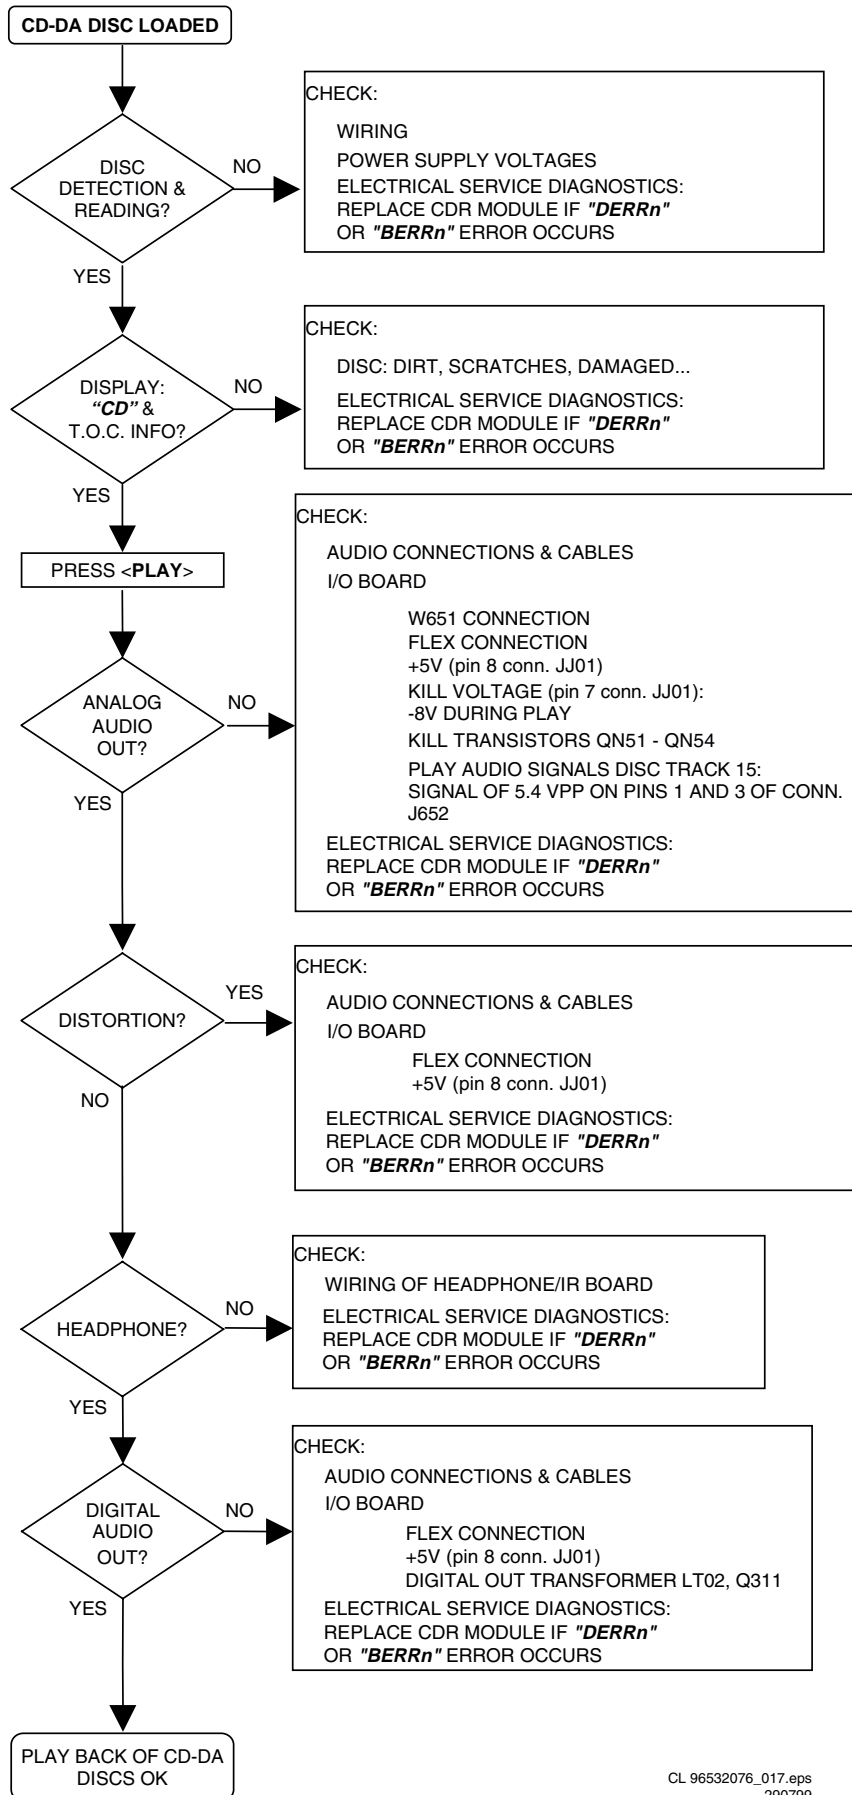 CD-DA DISC LOADED
DISC
DETECTION &
READING?
NO
CHECK:
WIRING
POWER SUPPLY VOLTAGES
ELECTRICAL SERVICE DIAGNOSTICS:
REPLACE CDR MODULE IF "DERRn"
OR "BERRn" ERROR OCCURS
YES
DISPLAY:
“CD” &
T.O.C. INFO?
NO
CHECK:
DISC: DIRT, SCRATCHES, DAMAGED...
ELECTRICAL SERVICE DIAGNOSTICS:
REPLACE CDR MODULE IF "DERRn"
OR "BERRn" ERROR OCCURS
YES
PRESS <PLAY>
ANALOG
AUDIO
OUT?
NO
CHECK:
AUDIO CONNECTIONS & CABLES
I/O BOARD
W651 CONNECTION
FLEX CONNECTION
+5V (pin 8 conn. JJ01)
KILL VOLTAGE (pin 7 conn. JJ01):
-8V DURING PLAY
KILL TRANSISTORS QN51 - QN54
PLAY AUDIO SIGNALS DISC TRACK 15:
SIGNAL OF 5.4 VPP ON PINS 1 AND 3 OF CONN.
J652
ELECTRICAL SERVICE DIAGNOSTICS:
REPLACE CDR MODULE IF "DERRn"
OR "BERRn" ERROR OCCURS
YES
DISTORTION?
YES
CHECK:
AUDIO CONNECTIONS & CABLES
I/O BOARD
FLEX CONNECTION
+5V (pin 8 conn. JJ01)
ELECTRICAL SERVICE DIAGNOSTICS:
REPLACE CDR MODULE IF "DERRn"
OR "BERRn" ERROR OCCURS
NO
HEADPHONE?
NO
CHECK:
WIRING OF HEADPHONE/IR BOARD
ELECTRICAL SERVICE DIAGNOSTICS:
REPLACE CDR MODULE IF "DERRn"
OR "BERRn" ERROR OCCURS
YES
DIGITAL
AUDIO
OUT?
NO
CHECK:
AUDIO CONNECTIONS & CABLES
I/O BOARD
FLEX CONNECTION
+5V (pin 8 conn. JJ01)
DIGITAL OUT TRANSFORMER LT02, Q311
ELECTRICAL SERVICE DIAGNOSTICS:
REPLACE CDR MODULE IF "DERRn"
OR "BERRn" ERROR OCCURS
YES
PLAY BACK OF CD-DA
DISCS OK
CL 96532076_017.eps
290799